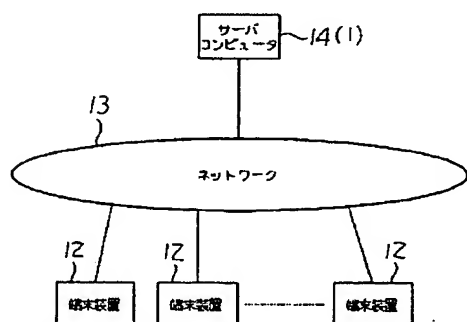 サーバ
コンピュータ
14(1)
13
ネットワーク
12
12
12
端末装置
端末装置
端末装置